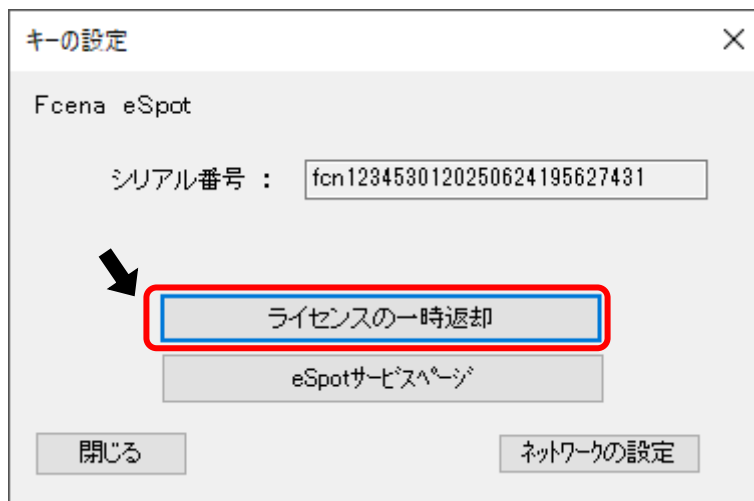 キーの設定
Fcena eSpot
シリアル番号 : fcn12345301202506241956​27431
ライセンスの一時返却
eSpotサービスページ
閉じる
ネットワークの設定